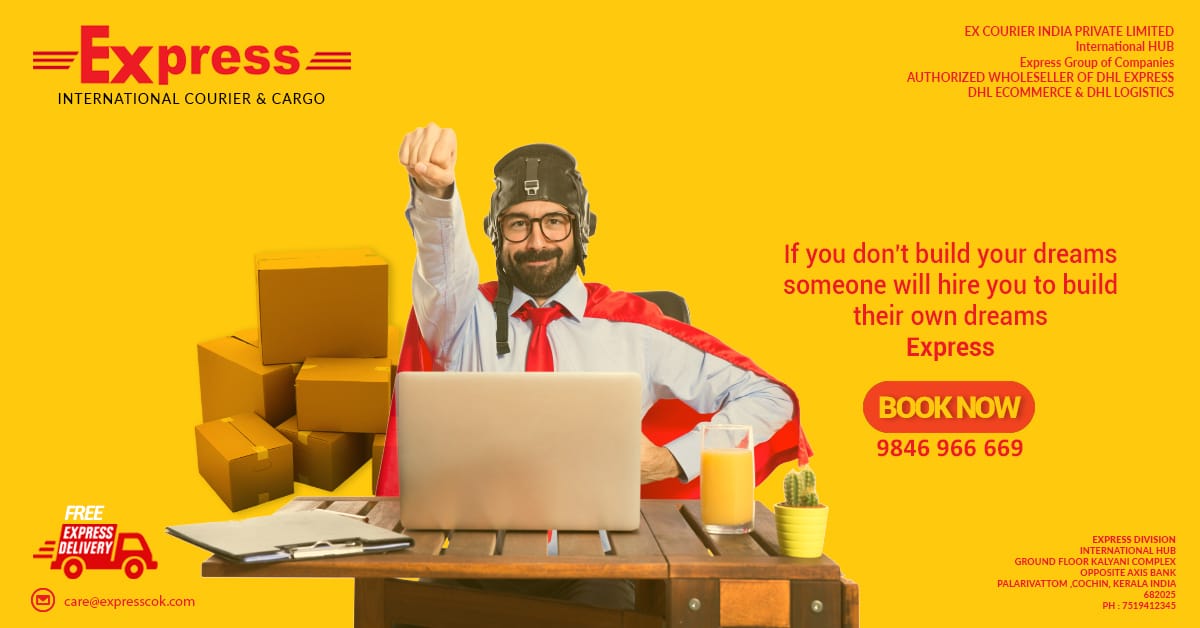 Express
INTERNATIONAL COURIER & CARGO
EX COURIER INDIA PRIVATE LIMITED
International HUB
Express Group of Companies
AUTHORIZED WHOLESELLER OF DHL EXPRESS
DHL ECOMMERCE & DHL LOGISTICS
If you don't build your dreams
someone will hire you to build
their own dreams
Express
BOOK NOW
9846 966 669
FREE
EXPRESS
DELIVERY
care@expresscok.com
EXPRESS DIVISION
INTERNATIONAL HUB
GROUND FLOOR KALYANI COMPLEX
OPPOSITE AXIS BANK
PALARIVATTOM ,COCHIN, KERALA INDIA
682025
PH : 7519412345